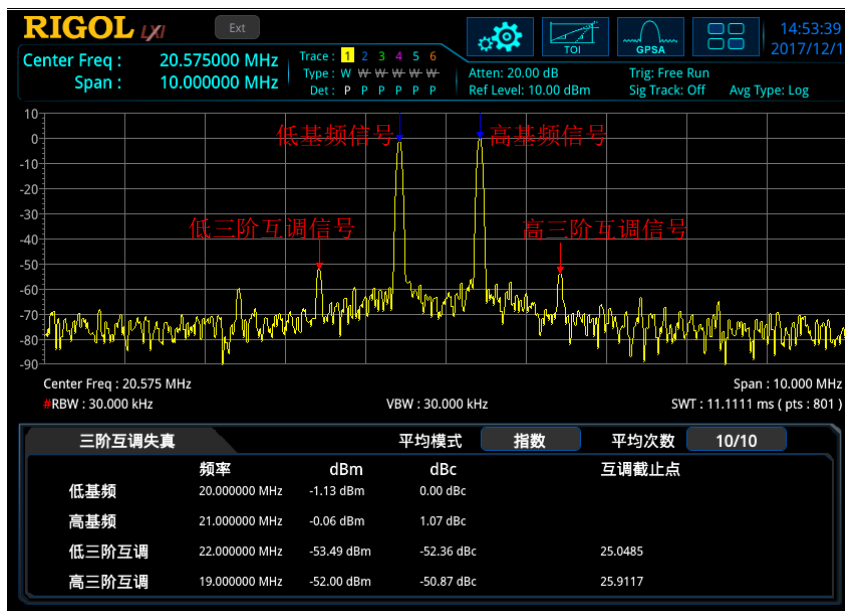 RIGOL LXI Ext TOI GPSA 14:53:39
2017/12/1
Center Freq : 20.575000 MHz
Span : 10.000000 MHz
Trace : 1 2 3 4 5 6
Type : W W W W W W
Det : P P P P P P
Atten: 20.00 dB Trig: Free Run
Ref Level: 10.00 dBm Sig Track: Off Avg Type: Log
10
0
-10
-20
-30
-40
-50
-60
-70
-80
-90
低基频信号 高基频信号
低三阶互调信号 高三阶互调信号
Center Freq : 20.575 MHz Span : 10.000 MHz
#RBW : 30.000 kHz VBW : 30.000 kHz SWT : 11.1111 ms ( pts : 801 )
三阶互调失真 平均模式 指数 平均次数 10/10
频率 dBm dBc 互调截止点
低基频 20.000000 MHz -1.13 dBm 0.00 dBc
高基频 21.000000 MHz -0.06 dBm 1.07 dBc
低三阶互调 22.000000 MHz -53.49 dBm -52.36 dBc 25.0485
高三阶互调 19.000000 MHz -52.00 dBm -50.87 dBc 25.9117